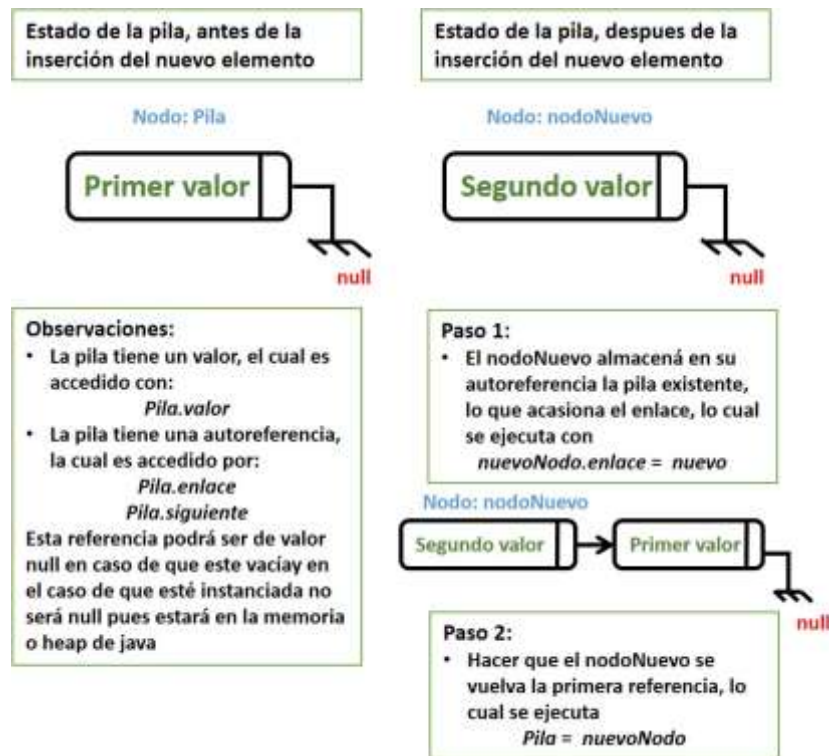 Estado de la pila, antes de la
inserción del nuevo elemento
Nodo: Pila
Primer valor
null
Observaciones:
• La pila tiene un valor, el cual es
accedido con:
Pila.valor
• La pila tiene una autoreferencia,
la cual es accedido por:
Pila.enlace
Pila.siguiente
Esta referencia podrá ser de valor
null en caso de que este vacíay en
el caso de que esté instanciada no
será null pues estará en la memoria
o heap de java
Estado de la pila, despues de la
inserción del nuevo elemento
Nodo: nodoNuevo
Segundo valor
null
Paso 1:
• El nodoNuevo almacená en su
autoreferencia la pila existente,
lo que acasiona el enlace, lo cual
se ejecuta con
nuevoNodo.enlace = nuevo
Nodo: nodoNuevo
Segundo valor
Primer valor
null
Paso 2:
• Hacer que el nodoNuevo se
vuelva la primera referencia, lo
cual se ejecuta
Pila = nuevoNodo